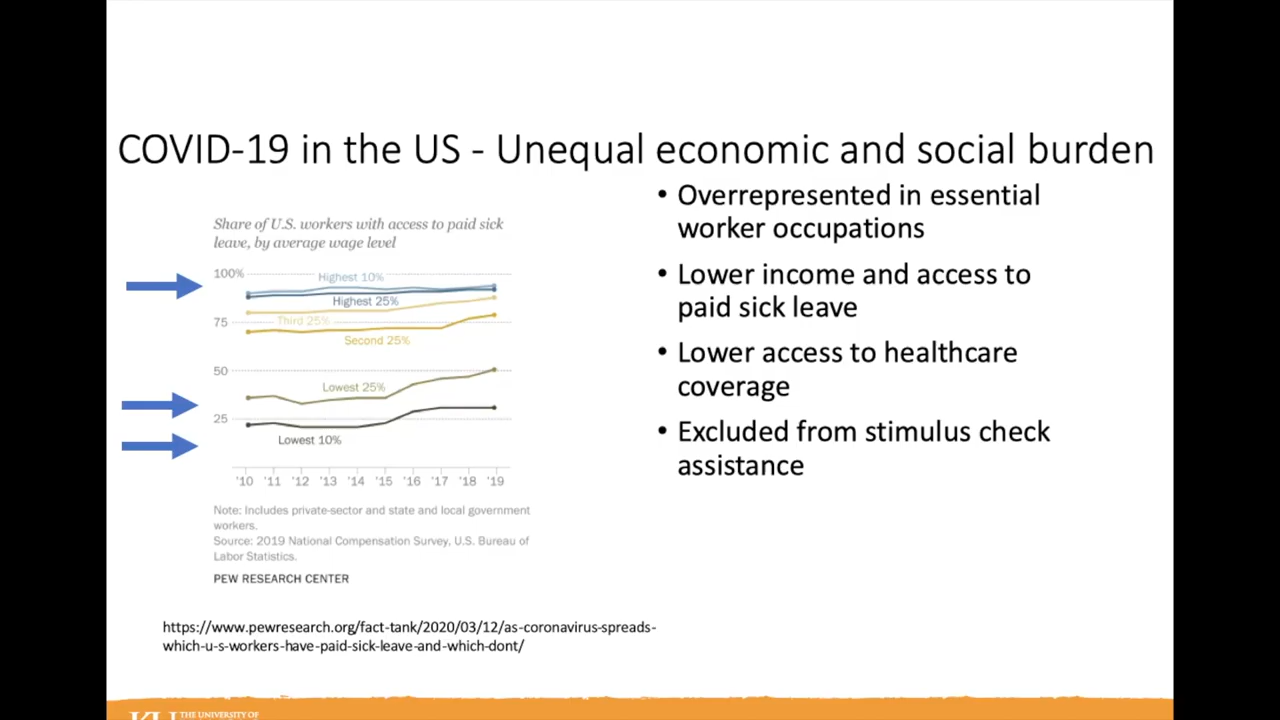 COVID-19 in the US - Unequal economic and social burden
Share of U.S. workers with access to paid sick
leave, by average wage level
100%
Highest 10%
Highest 25%
Third 25%
75
Second 25%
50
Lowest 25%
25
Lowest 10%
'10 '11 '12 '13 '14 '15 '16 '17 '18 '19
Note: Includes private-sector and state and local government
workers.
Source: 2019 National Compensation Survey, U.S. Bureau of
Labor Statistics.
PEW RESEARCH CENTER
https://www.pewresearch.org/fact-tank/2020/03/12/as-coronavirus-spreads-
which-u-s-workers-have-paid-sick-leave-and-which-dont/
• Overrepresented in essential
worker occupations
• Lower income and access to
paid sick leave
• Lower access to healthcare
coverage
• Excluded from stimulus check
assistance
THE UNIVERSITY OF